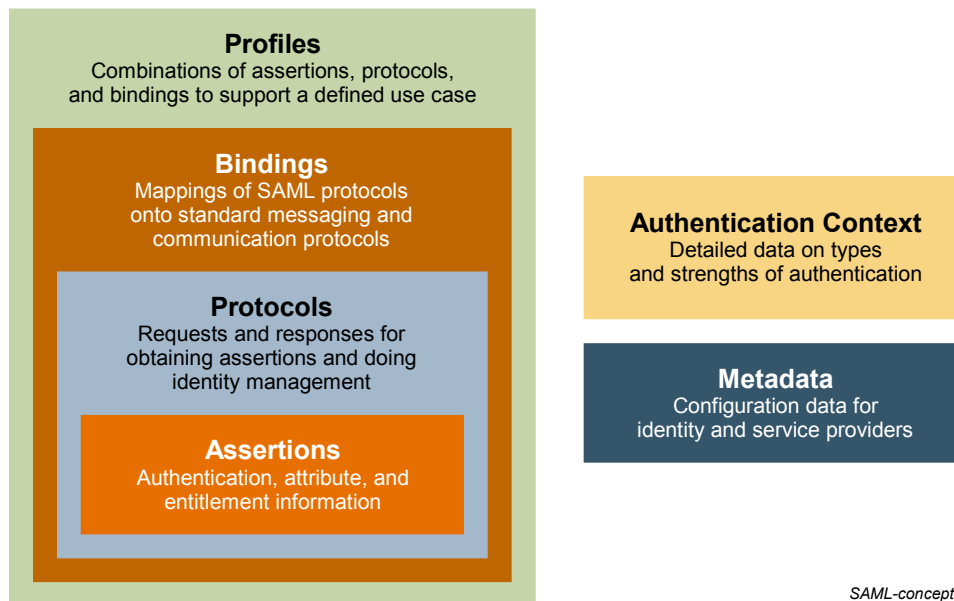 Profiles
Combinations of assertions, protocols,
and bindings to support a defined use case
Bindings
Mappings of SAML protocols
onto standard messaging and
communication protocols
Protocols
Requests and responses for
obtaining assertions and doing
identity management
Assertions
Authentication, attribute, and
entitlement information
Authentication Context
Detailed data on types
and strengths of authentication
Metadata
Configuration data for
identity and service providers
SAML-concept